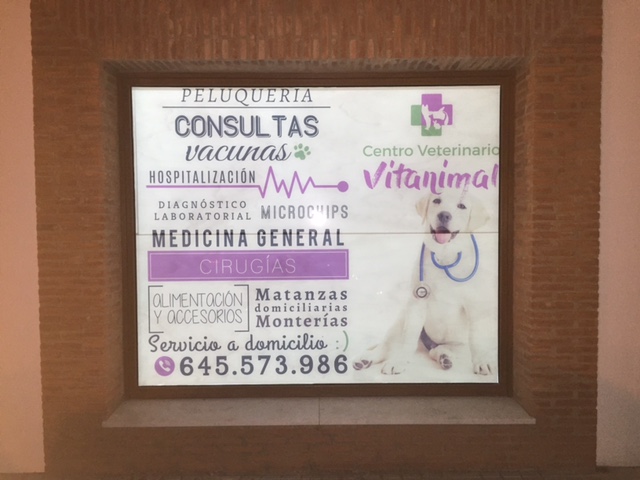 PELUQUERIA
CONSULTAS
vacunas
HOSPITALIZACIÓN
DIAGNÓSTICO
LABORATORIAL
MICROCHIPS
MEDICINA GENERAL
CIRUGÍAS
ALIMENTACIÓN
Y ACCESORIOS
Matanzas
domiciliarias
Monterías
Servicio a domicilio :)
645.573.986
Centro Veterinario
Vitanimal